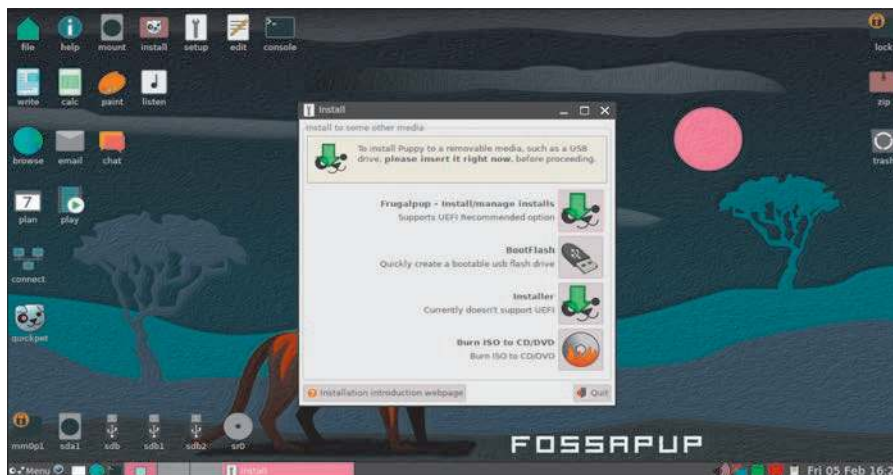 file help mount install setup edit console
lock
write calc paint listen
zip
browse email chat
trash
7
plan play
connect
quickpet
Install
Install to some other media
To install Puppy to a removable media, such as a USB
drive, please insert it right now, before proceeding.
Frugalpup - Install/manage installs
Supports UEFI Recommended option
BootFlash
Quickly create a bootable usb flash drive
Installer
Currently doesn't support UEFI
Burn ISO to CD/DVD
Burn ISO to CD/DVD
Installation introduction webpage Quit
FOSSAPUP
mm0p1 sda1 sdb sdb1 sdb2 sr0
Menu Install Fri 05 Feb